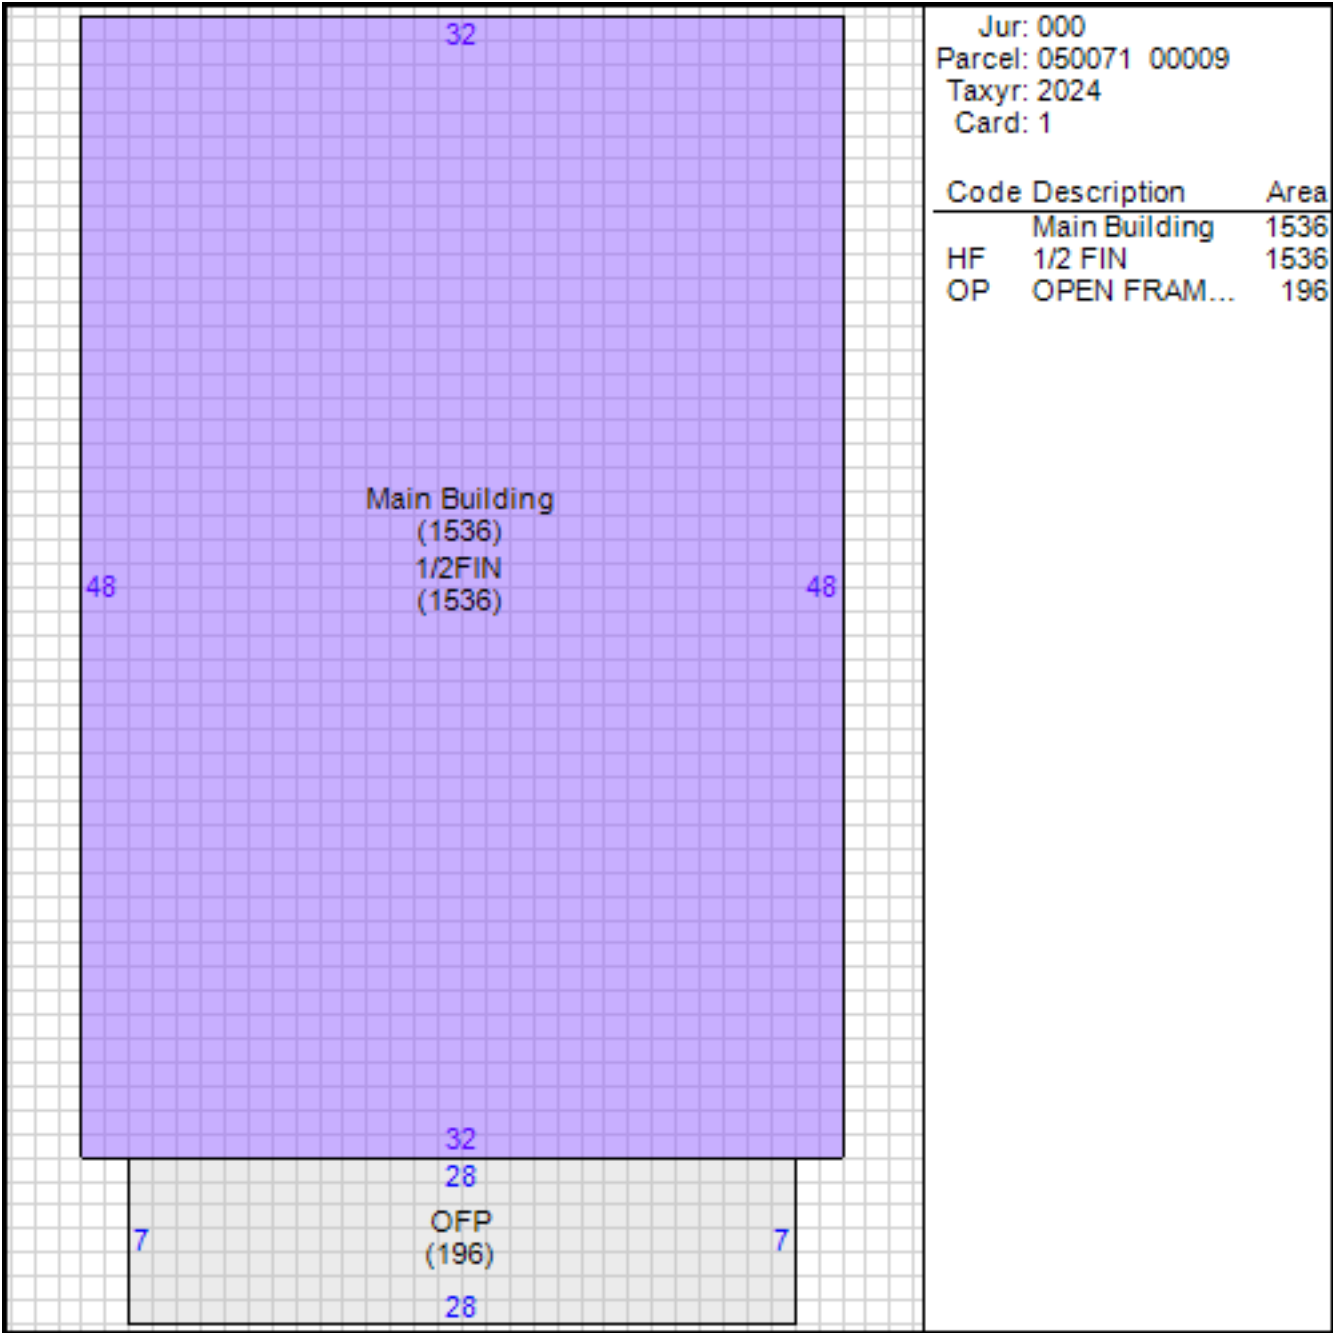 32
Main Building
(1536)
1/2FIN
(1536)
48 48
32
28
OFP
(196)
7 7
28
Jur: 000
Parcel: 050071 00009
Taxyr: 2024
Card: 1
Code Description Area
Main Building 1536
HF 1/2 FIN 1536
OP OPEN FRAM... 196